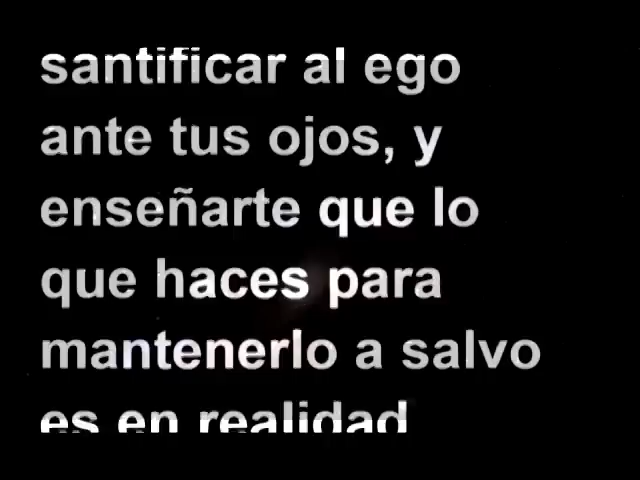 santificar al ego
ante tus ojos, y
enseñarte que lo
que haces para
mantenerlo a salvo
es en realidad